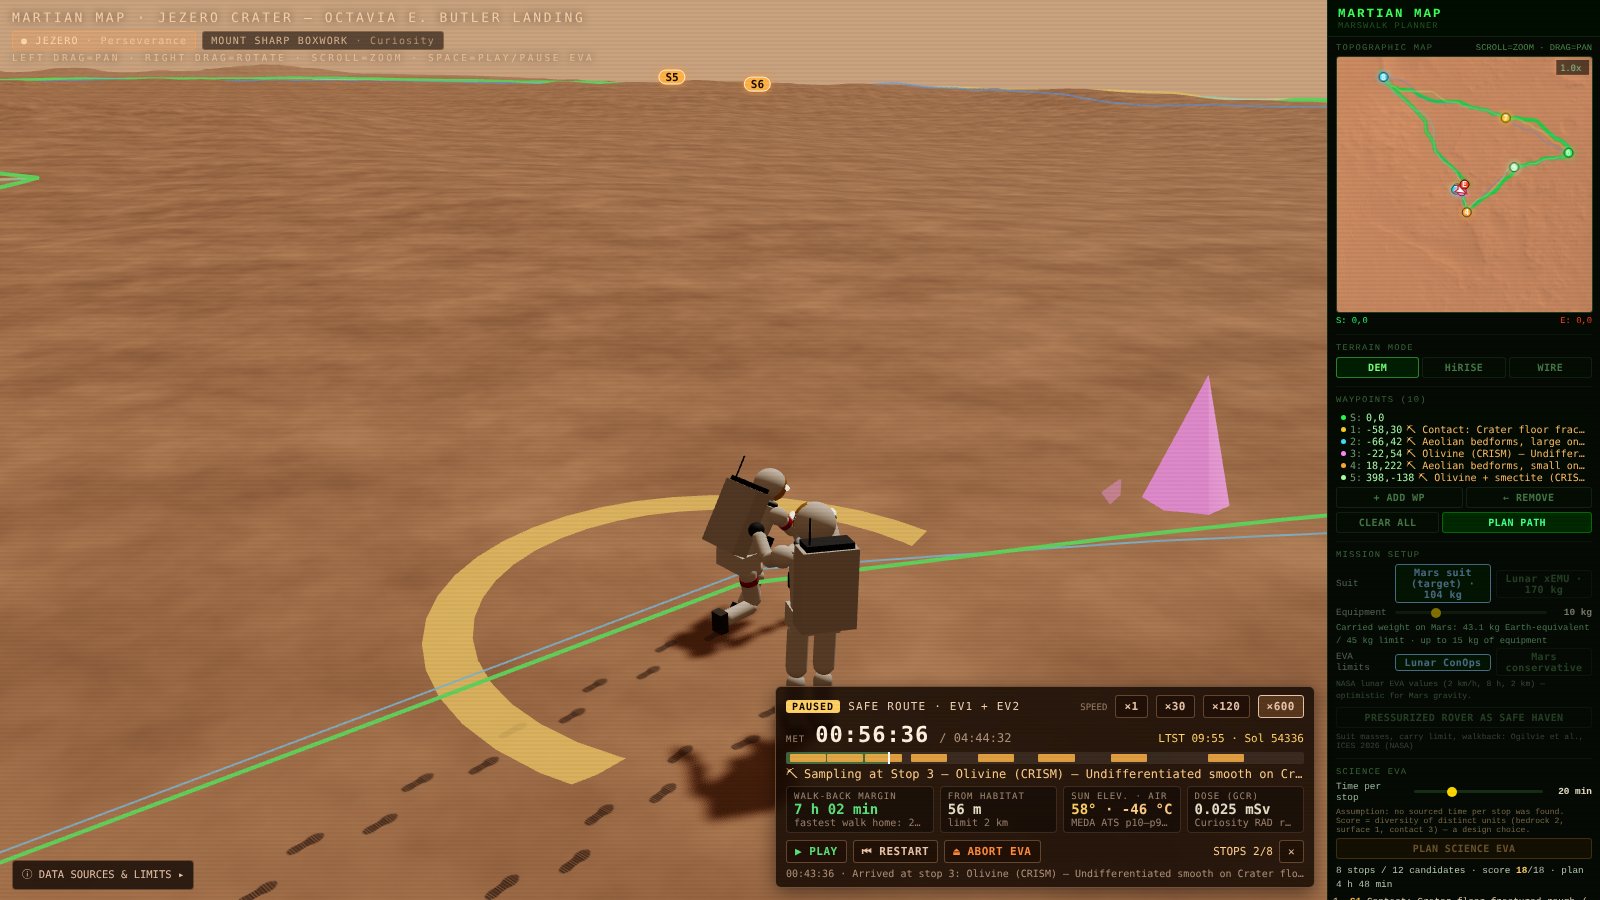 MARTIAN MAP · JEZERO CRATER — OCTAVIA E. BUTLER LANDING
● JEZERO · Perseverance
MOUNT SHARP BOXWORK · Curiosity
LEFT DRAG=PAN · RIGHT DRAG=ROTATE · SCROLL=ZOOM · SPACE=PLAY/PAUSE EVA
S5
S6
ⓘ DATA SOURCES & LIMITS ▸
PAUSED SAFE ROUTE · EV1 + EV2
SPEED ×1 ×30 ×120 ×600
MET 00:56:36 / 04:44:32
LTST 09:55 · Sol 54336
⛏ Sampling at Stop 3 — Olivine (CRISM) — Undifferentiated smooth on Cr…
WALK-BACK MARGIN
7 h 02 min
fastest walk home: 2…
FROM HABITAT
56 m
limit 2 km
SUN ELEV. · AIR
58° · -46 °C
MEDA ATS p10–p9…
DOSE (GCR)
0.025 mSv
Curiosity RAD r…
▶ PLAY
⏮ RESTART
⏏ ABORT EVA
STOPS 2/8 ✕
00:43:36 · Arrived at stop 3: Olivine (CRISM) — Undifferentiated smooth on Crater flo…
MARTIAN MAP
MARSWALK PLANNER
TOPOGRAPHIC MAP SCROLL=ZOOM · DRAG=PAN
1.0x
S: 0,0 E: 0,0
TERRAIN MODE
DEM HiRISE WIRE
WAYPOINTS (10)
S: 0,0
1: -58,30 ⛏ Contact: Crater floor frac…
2: -66,42 ⛏ Aeolian bedforms, large on…
3: -22,54 ⛏ Olivine (CRISM) — Undiffer…
4: 18,222 ⛏ Aeolian bedforms, small on…
5: 398,-138 ⛏ Olivine + smectite (CRIS…
+ ADD WP ← REMOVE
CLEAR ALL PLAN PATH
MISSION SETUP
Suit
Mars suit (target) · 104 kg
Lunar xEMU · 170 kg
Equipment 10 kg
Carried weight on Mars: 43.1 kg Earth-equivalent
/ 45 kg limit · up to 15 kg of equipment
EVA limits
Lunar ConOps
Mars conservative
NASA lunar EVA values (2 km/h, 8 h, 2 km) —
optimistic for Mars gravity.
PRESSURIZED ROVER AS SAFE HAVEN
Suit masses, carry limit, walkback: Ogilvie et al.,
ICES 2026 (NASA)
SCIENCE EVA
Time per stop 20 min
Assumption: no sourced time per stop was found.
Score = diversity of distinct units (bedrock 2,
surface 1, contact 3) — a design choice.
PLAN SCIENCE EVA
8 stops / 12 candidates · score 18/18 · plan
4 h 48 min